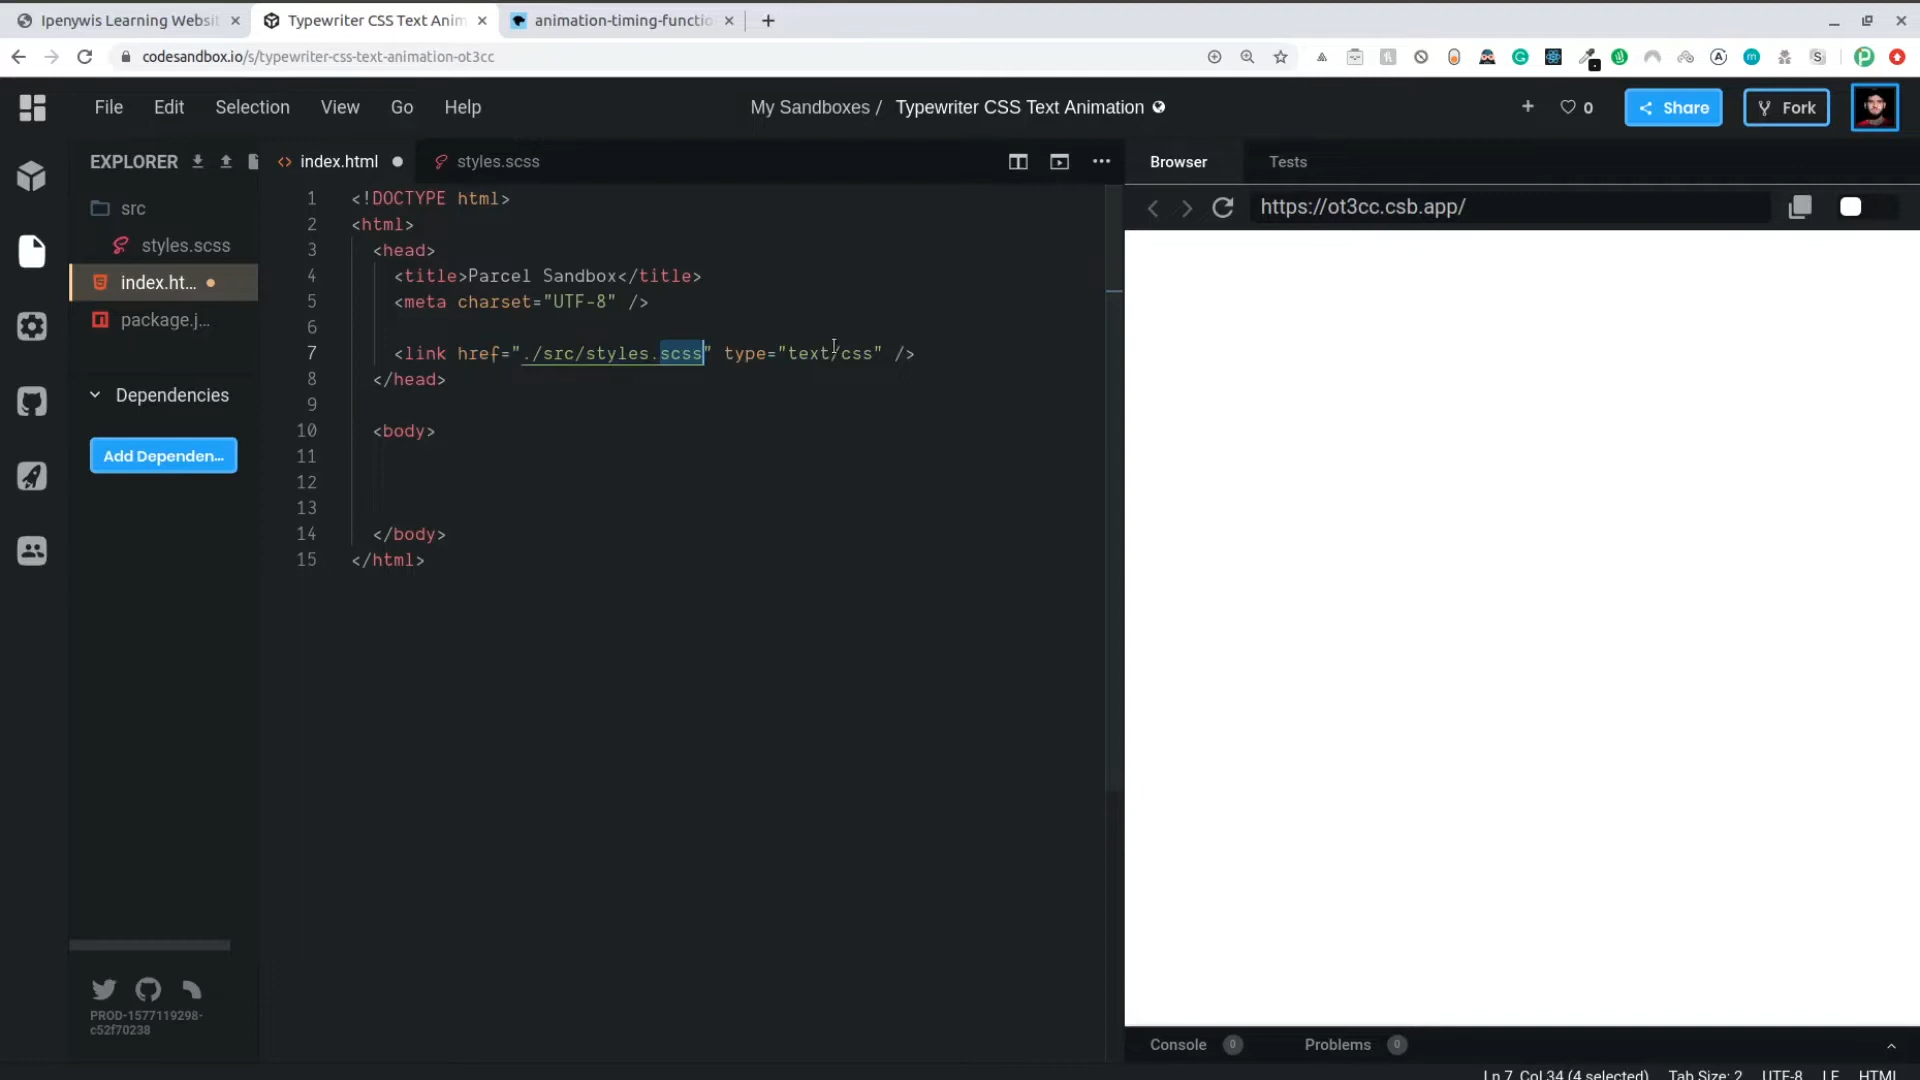 Ipenywis Learning Websi
Typewriter CSS Text Anim
animation-timing-functio
codesandbox.io/s/typewriter-css-text-animation-ot3cc
File Edit Selection View Go Help
My Sandboxes / Typewriter CSS Text Animation
0
Share
Fork
EXPLORER
src
styles.scss
index.ht...
package.j...
Dependencies
Add Dependen...
PROD-1577119298-
c52f70238
index.html
styles.scss
1 <!DOCTYPE html>
2 <html>
3 <head>
4 <title>Parcel Sandbox</title>
5 <meta charset="UTF-8" />
6
7 <link href="./src/styles.scss" type="text/css" />
8 </head>
9
10 <body>
11
12
13
14 </body>
15 </html>
Browser
Tests
https://ot3cc.csb.app/
Console 0
Problems 0
Ln 7, Col 34 (4 selected) Tab Size: 2 UTF-8 LF HTML